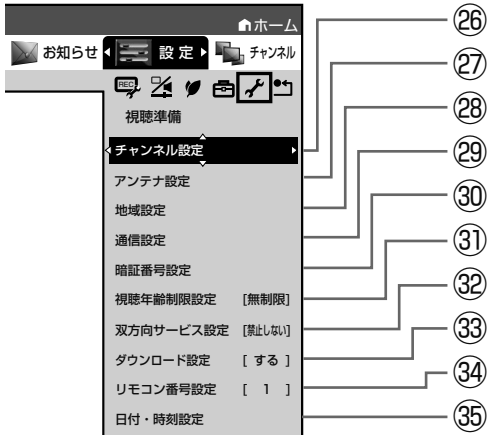 ホーム
お知らせ 設定 チャンネル
REC
視聴準備
チャンネル設定 ㉖
アンテナ設定 ㉗
地域設定 ㉘
通信設定 ㉙
暗証番号設定 ㉚
視聴年齢制限設定 [無制限] ㉛
双方向サービス設定 [禁止しない] ㉜
ダウンロード設定 [ する ] ㉝
リモコン番号設定 [ 1 ] ㉞
日付・時刻設定 ㉟